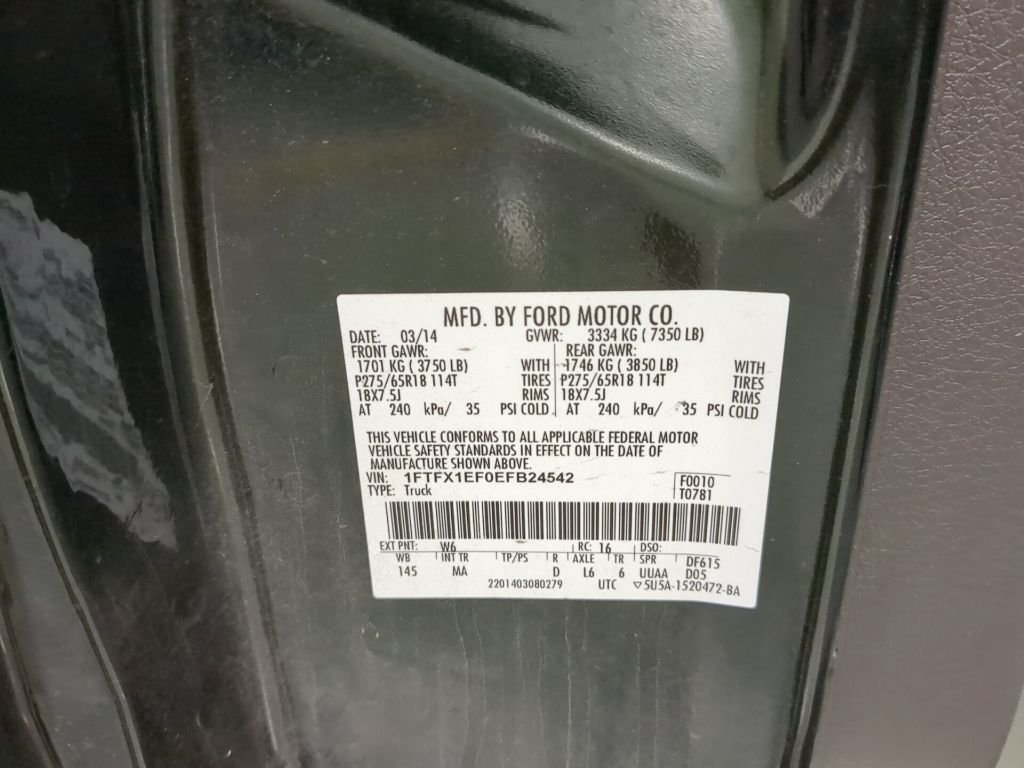 MFD. BY FORD MOTOR CO.
DATE: 03/14 GVWR: 3334 KG ( 7350 LB)
FRONT GAWR: REAR GAWR:
1701 KG ( 3750 LB) WITH 1746 KG ( 3850 LB) WITH
P275/65R18 114T TIRES P275/65R18 114T TIRES
18X7.5J RIMS 18X7.5J RIMS
AT 240 kPa/ 35 PSI COLD AT 240 kPa/ 35 PSI COLD
THIS VEHICLE CONFORMS TO ALL APPLICABLE FEDERAL MOTOR
VEHICLE SAFETY STANDARDS IN EFFECT ON THE DATE OF
MANUFACTURE SHOWN ABOVE.
VIN: 1FTFX1EF0EFB24542 F0010
TYPE: Truck T0781
EXT PNT: W6 RC: 16 DSO:
WB INT TR TP/PS R AXLE TR SPR DF615
145 MA D L6 6 UUAA D05
2201403080279 UTC ▽5U5A-1520472-BA